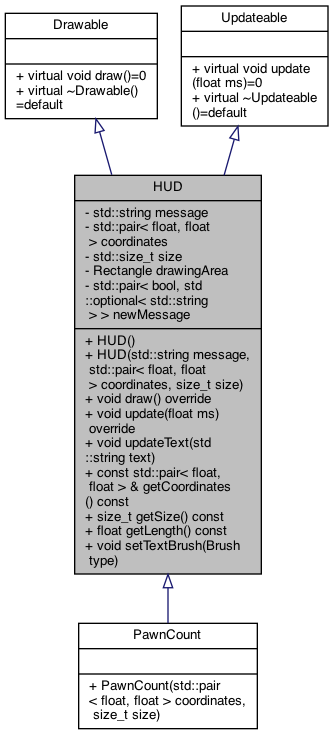 Drawable
+ virtual void draw()=0
+ virtual ~Drawable()
=default
Updateable
+ virtual void update
(float ms)=0
+ virtual ~Updateable
()=default
HUD
- std::string message
- std::pair< float, float
> coordinates
- std::size_t size
- Rectangle drawingArea
- std::pair< bool, std
::optional< std::string
> > newMessage
+ HUD()
+ HUD(std::string message,
std::pair< float, float
> coordinates, size_t size)
+ void draw() override
+ void update(float ms)
override
+ void updateText(std
::string text)
+ const std::pair< float,
float > & getCoordinates
() const
+ size_t getSize() const
+ float getLength() const
+ void setTextBrush(Brush
type)
PawnCount
+ PawnCount(std::pair
< float, float > coordinates,
size_t size)